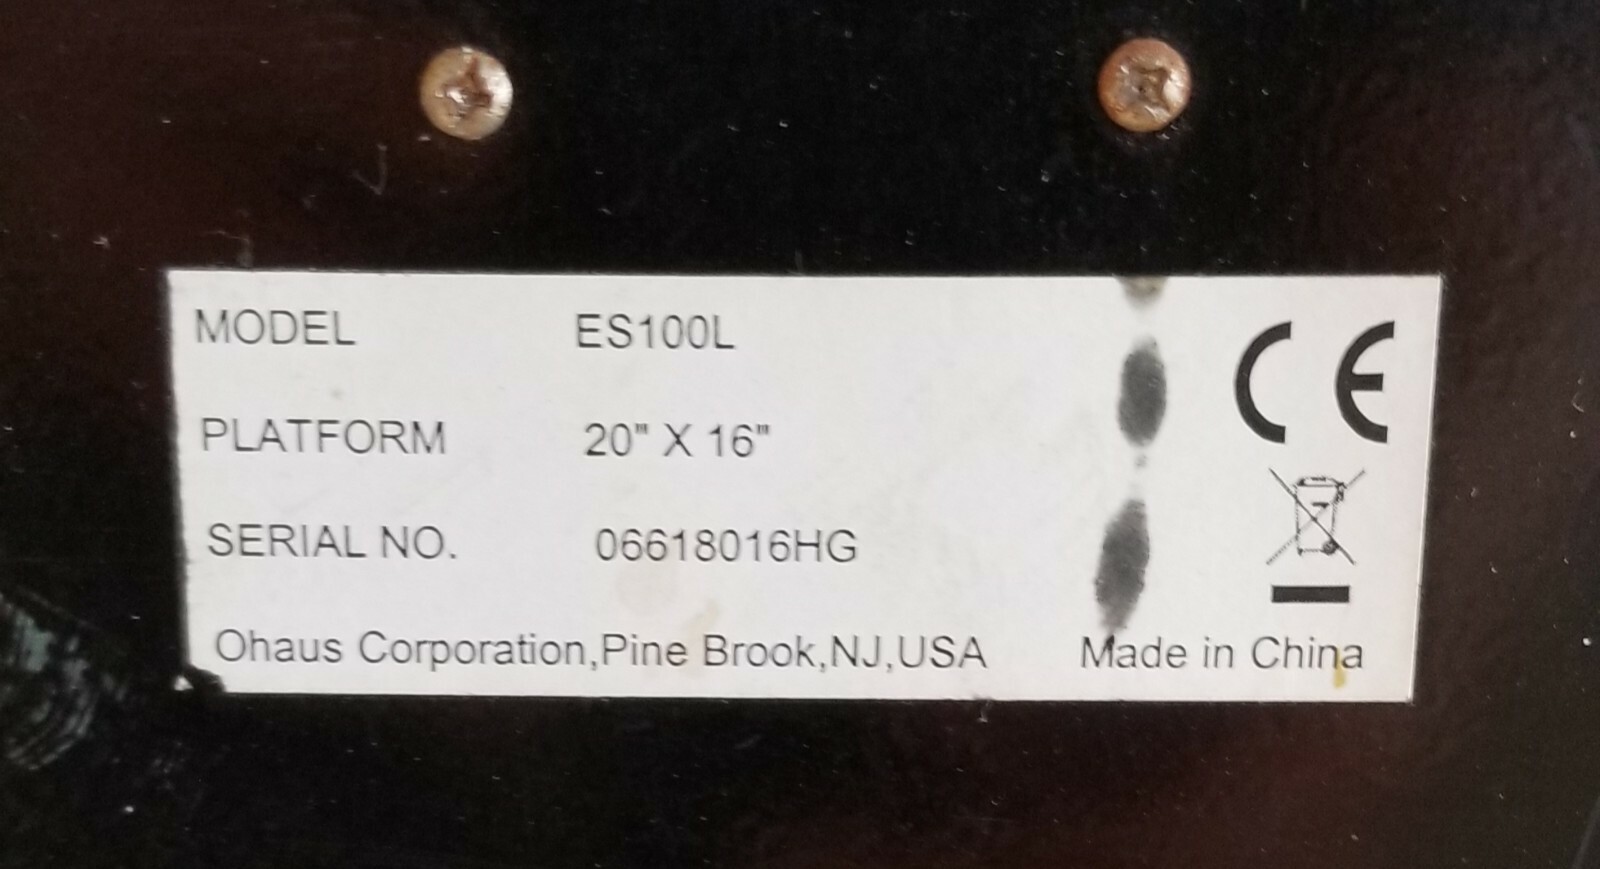 MODEL ES100L
PLATFORM 20" X 16"
SERIAL NO. 06618016HG
Ohaus Corporation,Pine Brook,NJ,USA Made in China
CE